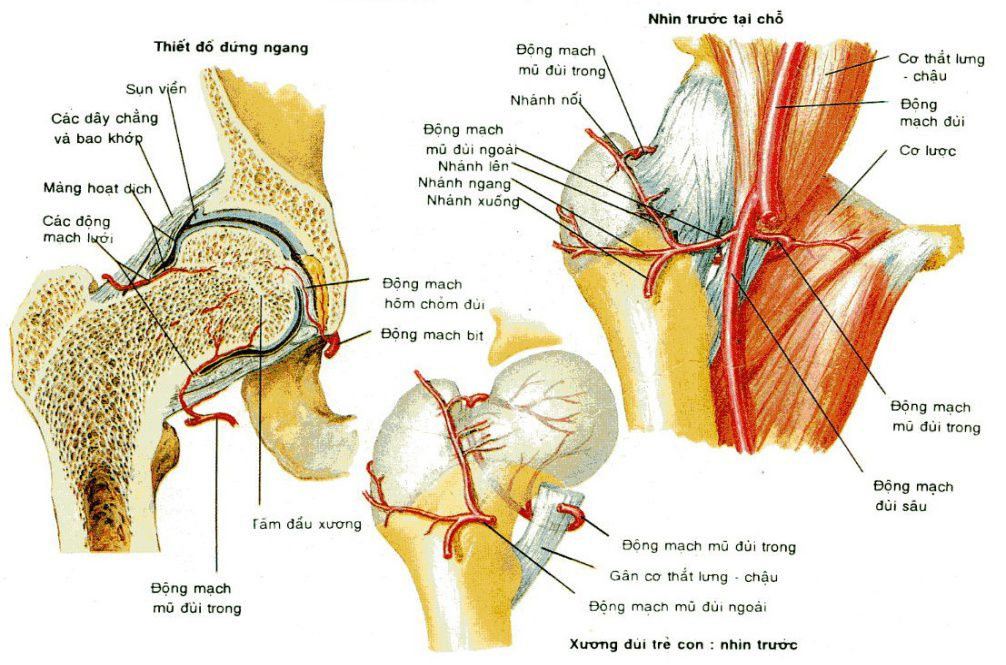 Thiết đồ đứng ngang
Sụn viền
Các dây chằng
và bao khớp
Màng hoạt dịch
Các động
mạch lưới
Động mạch
hõm chỏm đùi
Động mach bịt
Tấm đầu xương
Động mạch
mũ đùi trong
Nhìn trước tại chỗ
Động mạch
mũ đùi trong
Nhánh nối
Động mạch
mũ đùi ngoài
Nhánh lên
Nhánh ngang
Nhánh xuống
Cơ thắt lưng
- chậu
Động
mạch đùi
Cơ lược
Động mạch
mũ đùi trong
Động mạch
đùi sâu
Động mạch mũ đùi trong
Gân cơ thắt lưng - chậu
Động mạch mũ đùi ngoài
Xương đùi trẻ con : nhìn trước